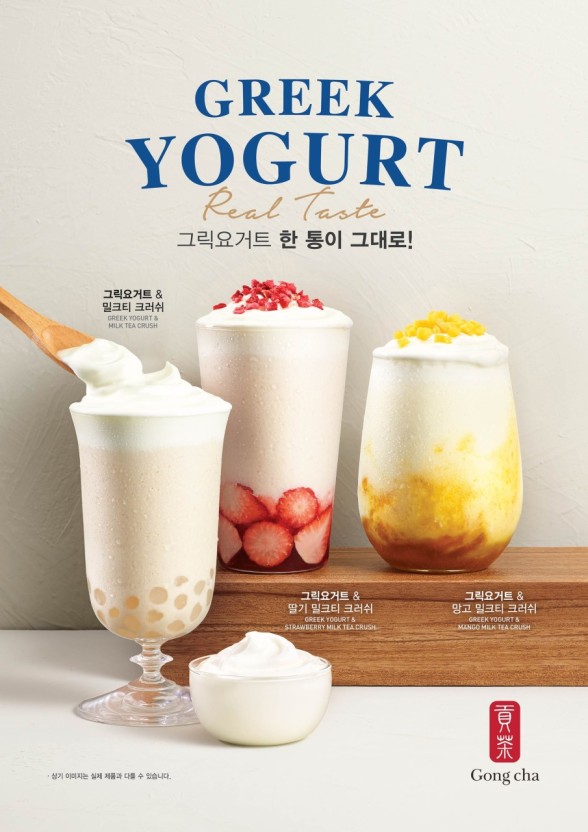 GREEK
YOGURT
Real Taste
그릭요거트 한 통이 그대로!
그릭요거트 &
밀크티 크러쉬
GREEK YOGURT &
MILK TEA CRUSH
그릭요거트 &
딸기 밀크티 크러쉬
GREEK YOGURT &
STRAWBERRY MILK TEA CRUSH
그릭요거트 &
망고 밀크티 크러쉬
GREEK YOGURT &
MANGO MILK TEA CRUSH
貢
茶
Gong cha
· 상기 이미지는 실제 제품과 다를 수 있습니다.